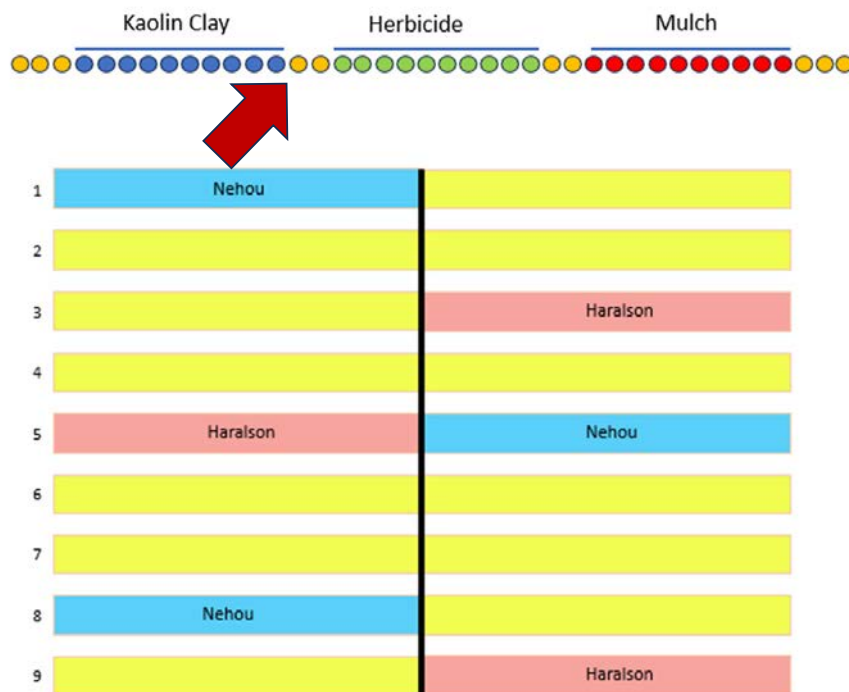 Kaolin Clay Herbicide Mulch
1 Nehou
2
3 Haralson
4
5 Haralson Nehou
6
7
8 Nehou
9 Haralson